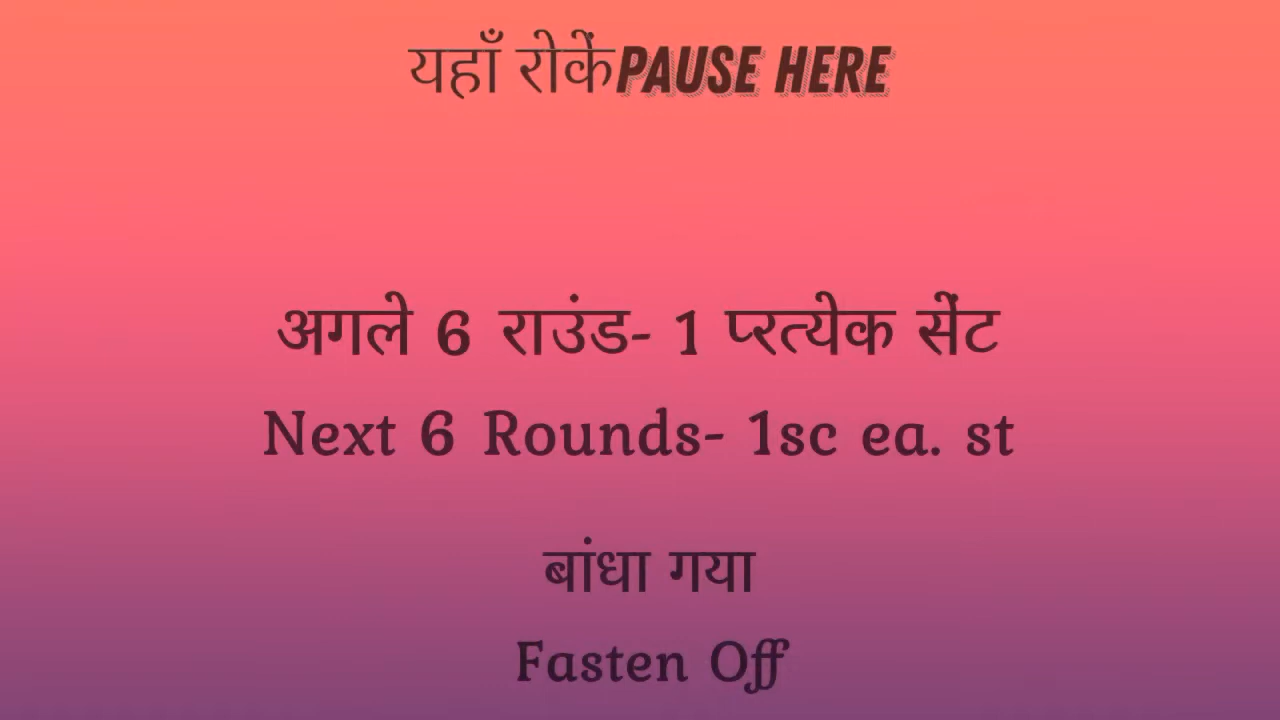 यहाँ रोकेंPAUSE HERE
अगले 6 राउंड- 1 प्रत्येक सेंट
Next 6 Rounds- 1sc ea. st
बांधा गया
Fasten Off